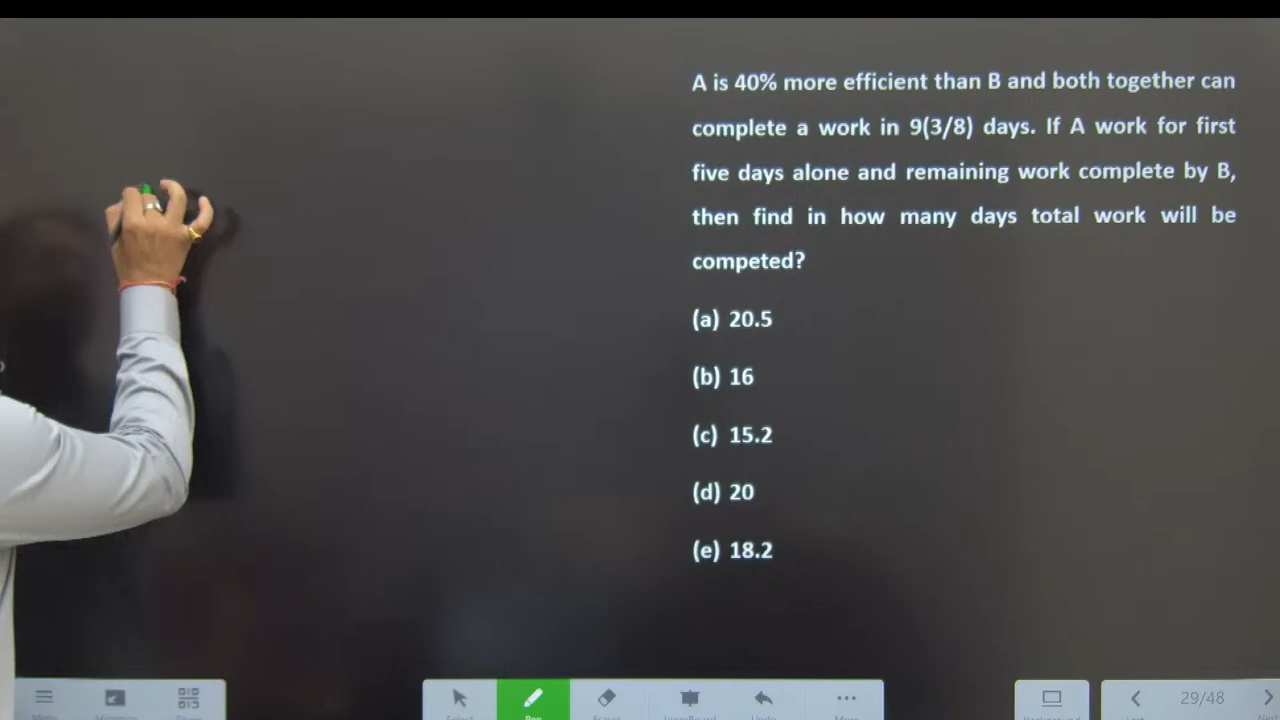 A is 40% more efficient than B and both together can
complete a work in 9(3/8) days. If A work for first
five days alone and remaining work complete by B,
then find in how many days total work will be
competed?
(a) 20.5
(b) 16
(c) 15.2
(d) 20
(e) 18.2
29/48